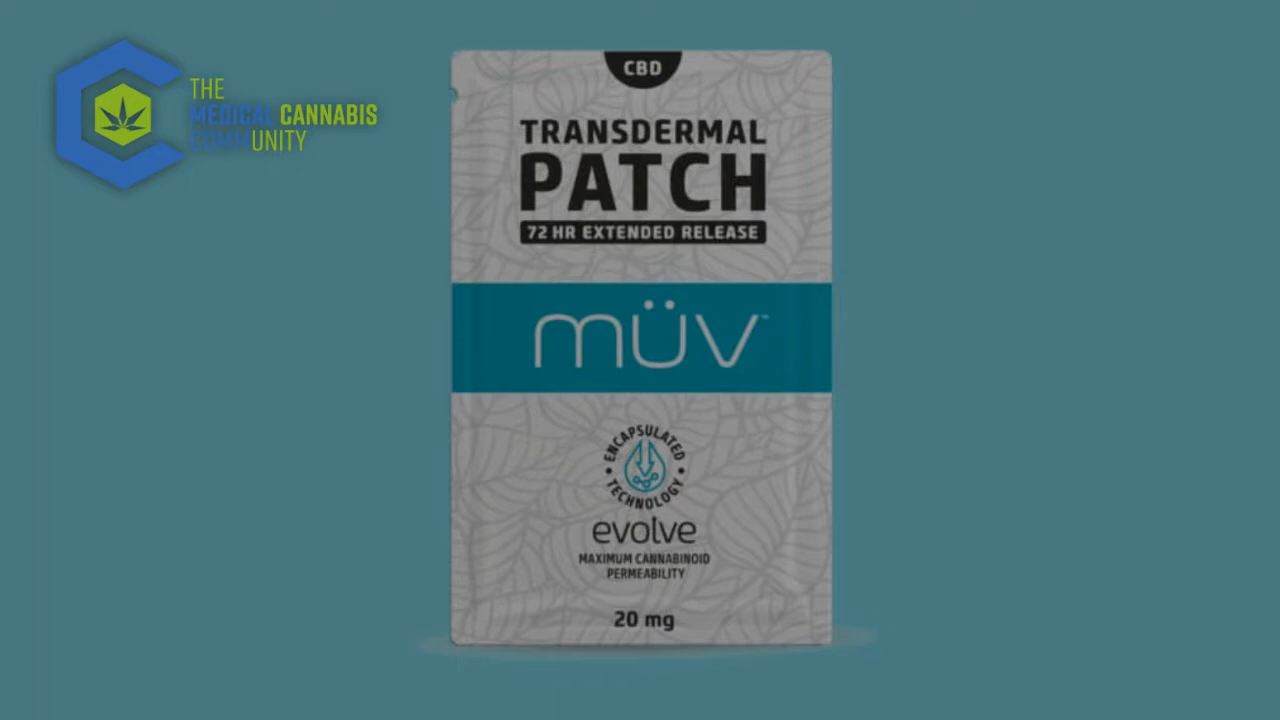 THE
MEDICAL CANNABIS
COMMUNITY
CBD
TRANSDERMAL
PATCH
72 HR EXTENDED RELEASE
müv™
ENCAPSULATED
TECHNOLOGY
evolve
MAXIMUM CANNABINOID
PERMEABILITY
20 mg